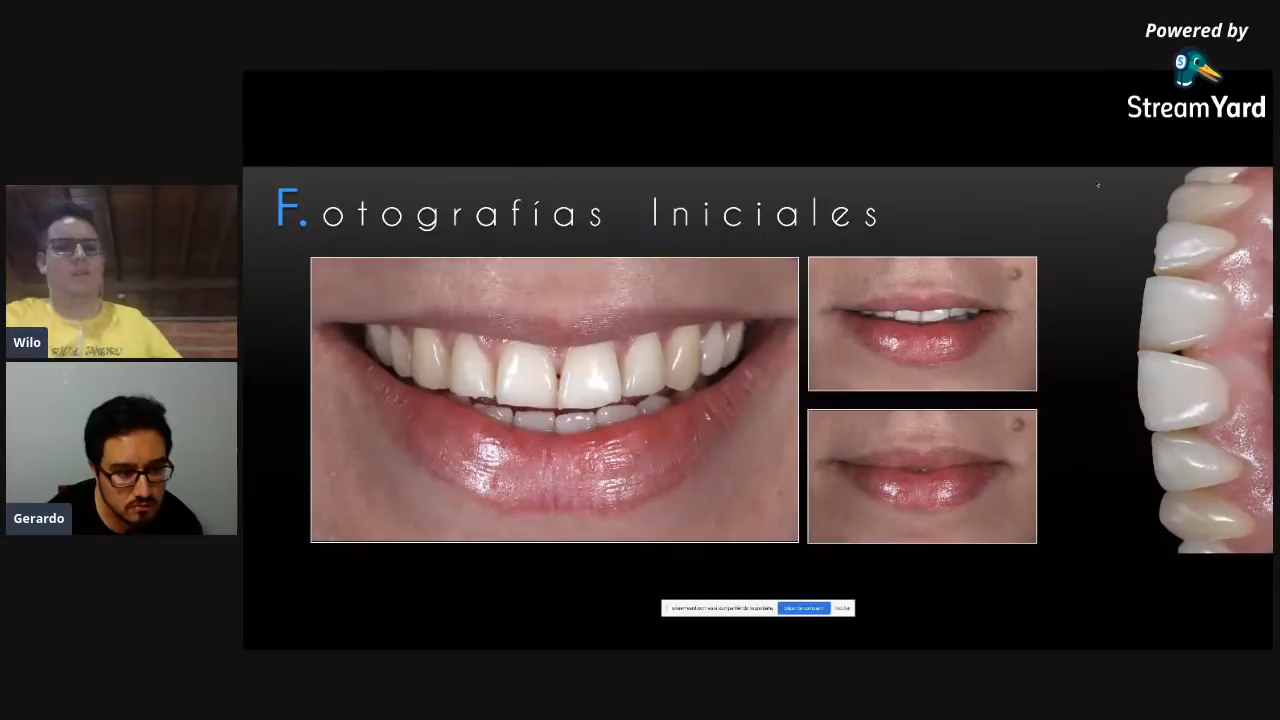 Powered by
StreamYard
F.otografías Iniciales
Wilo
Gerardo